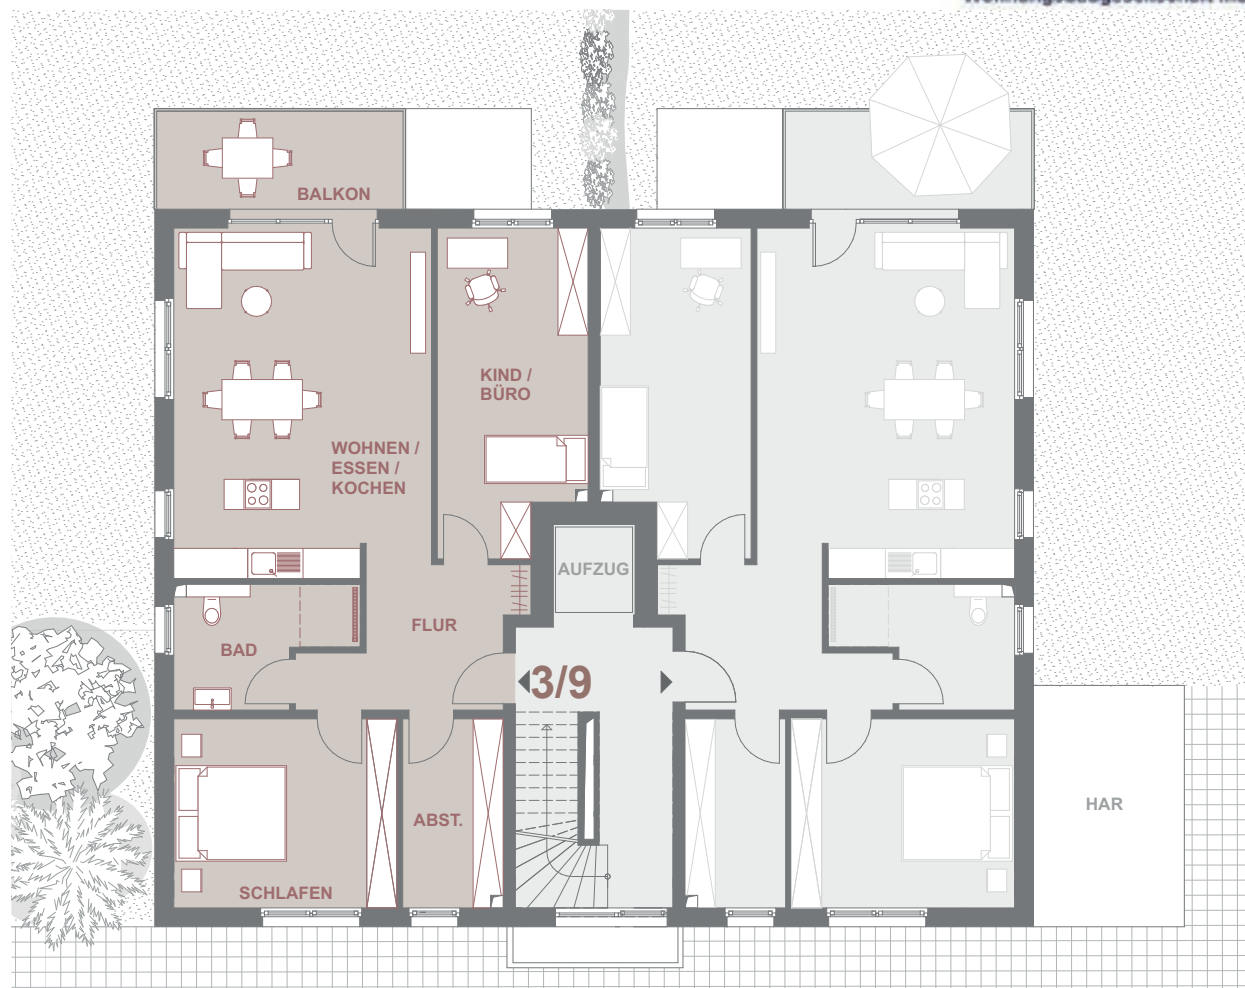 BALKON
KIND /
BÜRO
WOHNEN /
ESSEN /
KOCHEN
AUFZUG
FLUR
BAD
3/9
ABST.
HAR
SCHLAFEN